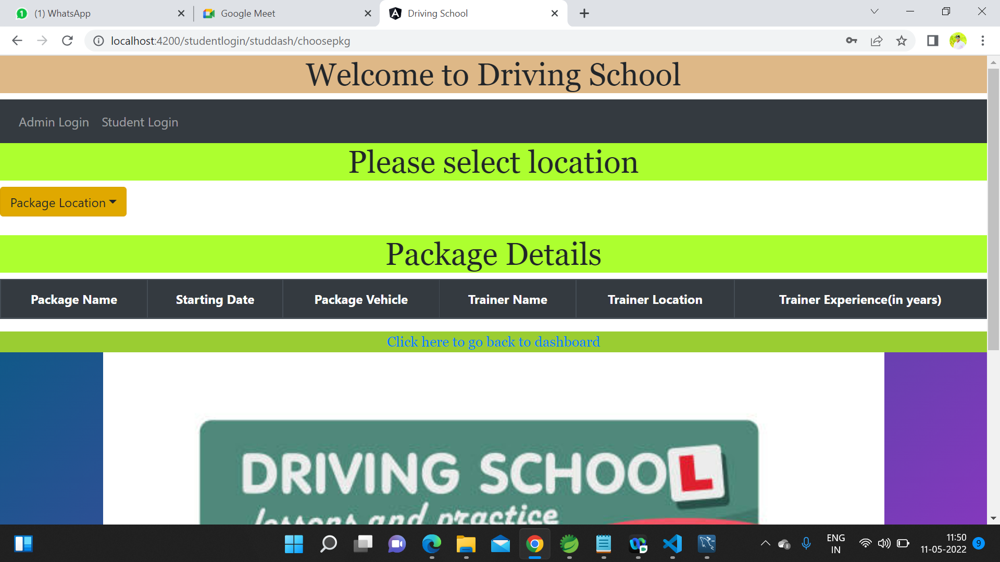 1 (1) WhatsApp
Google Meet
Driving School
localhost:4200/studentlogin/studdash/choosepkg
Welcome to Driving School
Admin Login Student Login
Please select location
Package Location
Package Details
Package Name Starting Date Package Vehicle Trainer Name Trainer Location Trainer Experience(in years)
Click here to go back to dashboard
DRIVING SCHOOL
lessons and practice
ENG
IN
11:50
11-05-2022
9